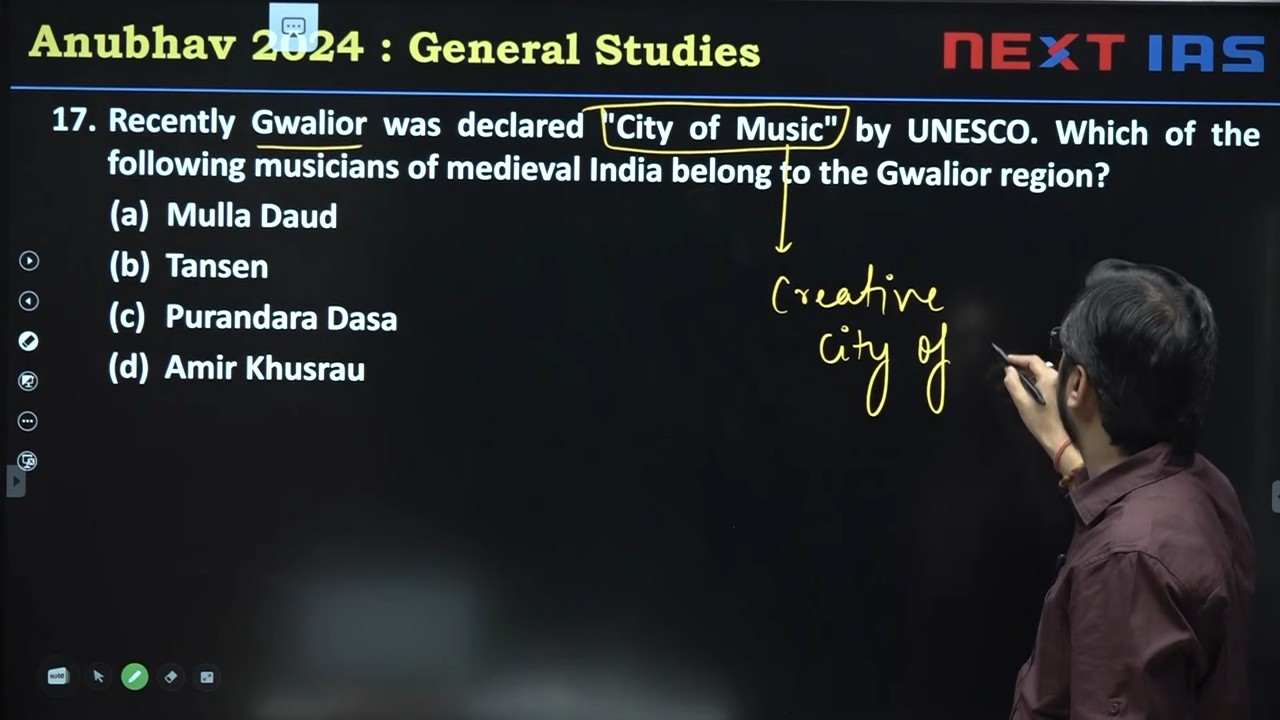 Anubhav 2024 : General Studies
NEXT IAS
17. Recently Gwalior was declared "City of Music" by UNESCO. Which of the
following musicians of medieval India belong to the Gwalior region?
(a) Mulla Daud
(b) Tansen
(c) Purandara Dasa
(d) Amir Khusrau
Creative
City of
Note